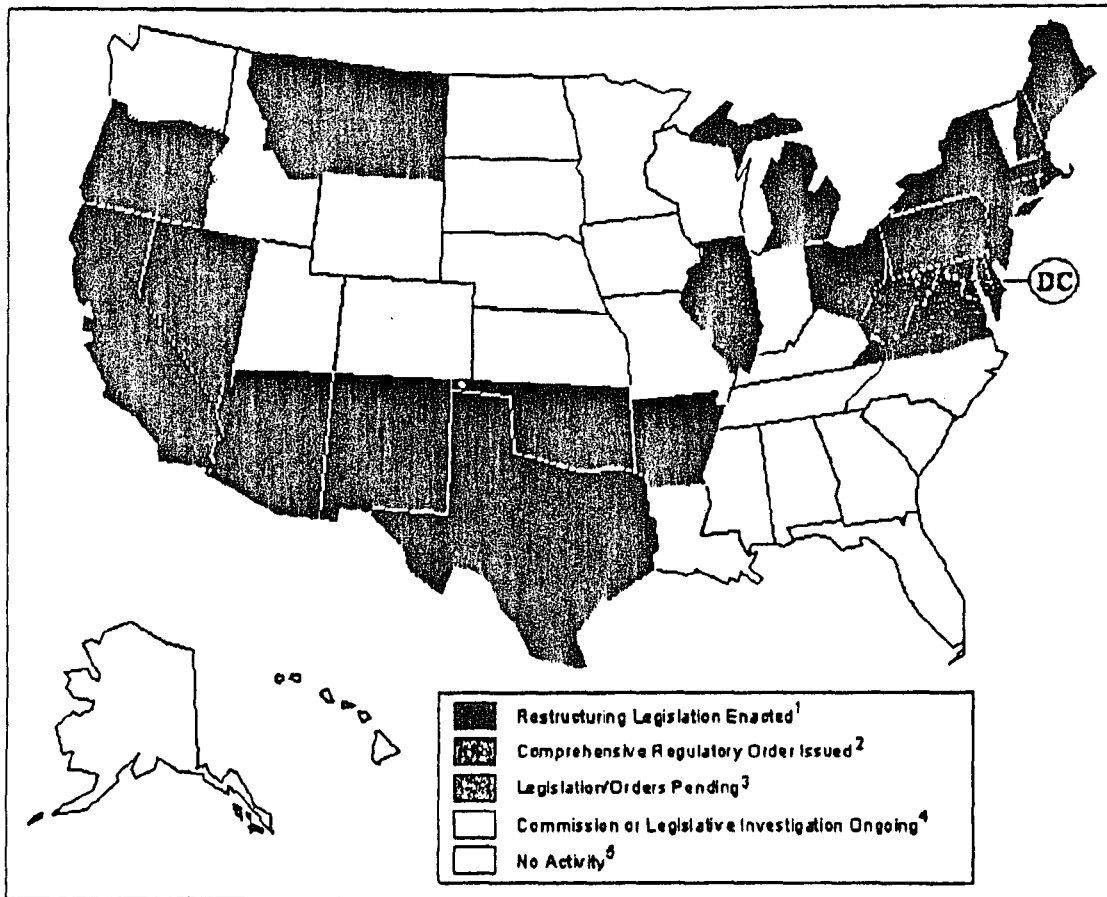 DC
Restructuring Legislation Enacted¹
Comprehensive Regulatory Order Issued²
Legislation/Orders Pending³
Commission or Legislative Investigation Ongoing⁴
No Activity⁵